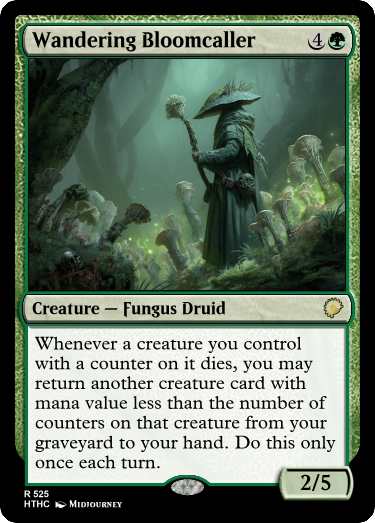 Wandering Bloomcaller 4
Creature — Fungus Druid
Whenever a creature you control
with a counter on it dies, you may
return another creature card with
mana value less than the number of
counters on that creature from your
graveyard to your hand. Do this only
once each turn.
2/5
R 525
HTHC Midjourney